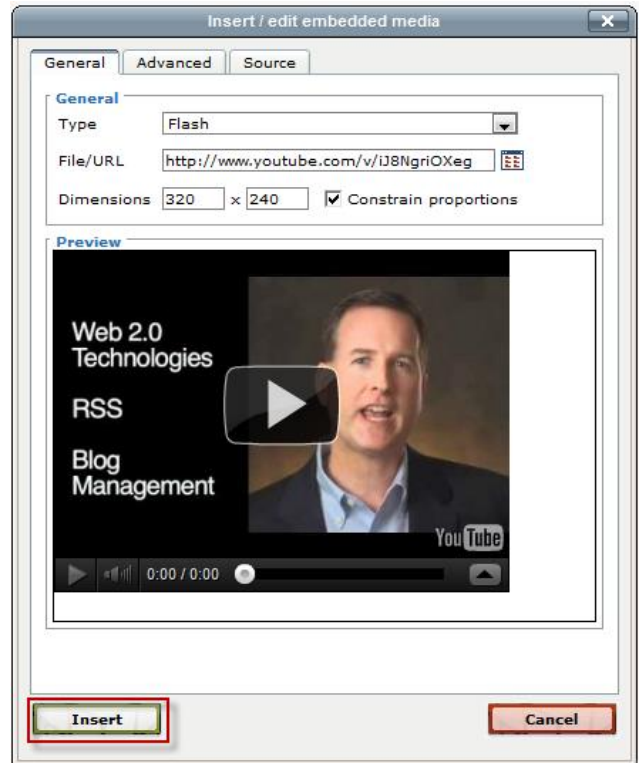 Insert / edit embedded media
General Advanced Source
General
Type Flash
File/URL http://www.youtube.com/v/iJ8NgriOXeg
Dimensions 320 x 240 Constrain proportions
Preview
Web 2.0
Technologies
RSS
Blog
Management
YouTube
0:00 / 0:00
Insert Cancel